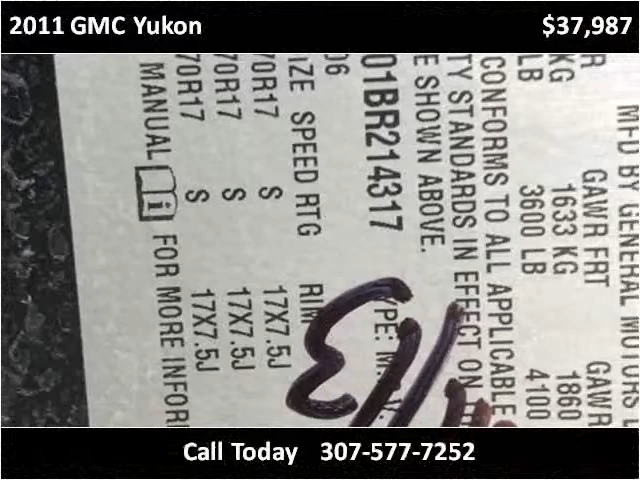 2011 GMC Yukon $37,987
MFD BY GENERAL MOTORS
R GAWR FRT GAWR
KG 1633 KG 1860
LB 3600 LB 4100
CONFORMS TO ALL APPLICABLE
TY STANDARDS IN EFFECT ON
E SHOWN ABOVE.
01BR214317 YPE: M. .V.
06
IZE SPEED RTG RIM
70R17 S 17X7.5J
70R17 S 17X7.5J
70R17 S 17X7.5J
MANUAL i FOR MORE INFOR
Call Today 307-577-7252